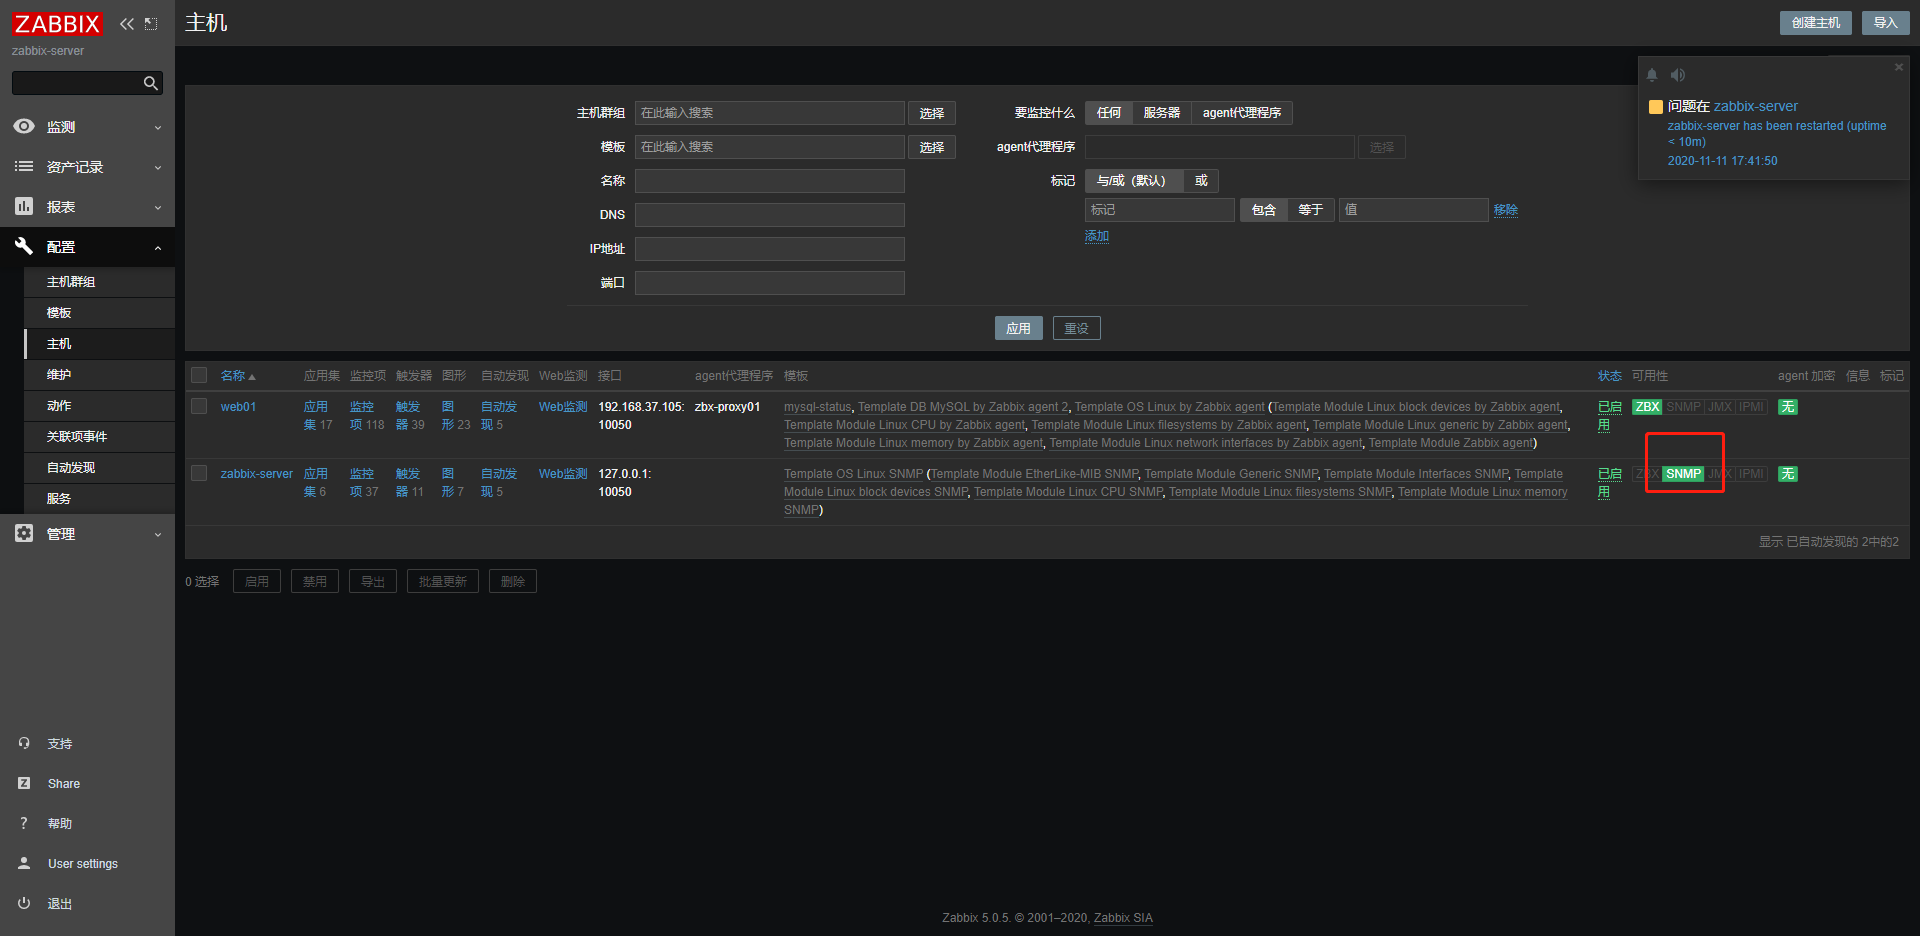 ZABBIX
zabbix-server
监测
资产记录
报表
配置
主机群组
模板
主机
维护
动作
关联项事件
自动发现
服务
管理
支持
Share
帮助
User settings
退出
主机
创建主机 导入
主机群组 在此输入搜索 选择
模板 在此输入搜索 选择
名称
DNS
IP地址
端口
要监控什么 任何 服务器 agent代理程序
agent代理程序 选择
标记 与/或（默认） 或
标记 包含 等于 值 移除
添加
应用 重设
问题在 zabbix-server
zabbix-server has been restarted (uptime
< 10m)
2020-11-11 17:41:50
名称 应用集 监控项 触发器 图形 自动发现 Web监测 接口 agent代理程序 模板 状态 可用性 agent 加密 信息 标记
web01 应用 监控 触发 图 自动发 Web监测 192.168.37.105: zbx-proxy01 mysql-status, Template DB MySQL by Zabbix agent 2, Template OS Linux by Zabbix agent (Template Module Linux block devices by Zabbix agent, 已启 ZBX SNMP JMX IPMI 无
集 17 项 118 器 39 形 23 现 5 10050 Template Module Linux CPU by Zabbix agent, Template Module Linux filesystems by Zabbix agent, Template Module Linux generic by Zabbix agent, 用
Template Module Linux memory by Zabbix agent, Template Module Linux network interfaces by Zabbix agent, Template Module Zabbix agent)
zabbix-server 应用 监控 触发 图 自动发 Web监测 127.0.0.1: Template OS Linux SNMP (Template Module EtherLike-MIB SNMP, Template Module Generic SNMP, Template Module Interfaces SNMP, Template 已启 ZBX SNMP JMX IPMI 无
集 6 项 37 器 11 形 7 现 5 10050 Module Linux block devices SNMP, Template Module Linux CPU SNMP, Template Module Linux filesystems SNMP, Template Module Linux memory 用
SNMP)
显示 已自动发现的 2中的2
0 选择 启用 禁用 导出 批量更新 删除
Zabbix 5.0.5. © 2001–2020, Zabbix SIA